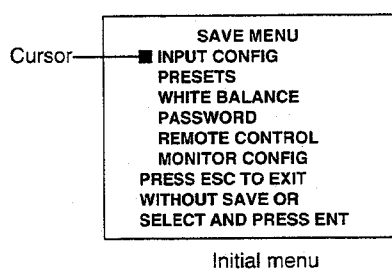 SAVE MENU
Cursor INPUT CONFIG
PRESETS
WHITE BALANCE
PASSWORD
REMOTE CONTROL
MONITOR CONFIG
PRESS ESC TO EXIT
WITHOUT SAVE OR
SELECT AND PRESS ENT
Initial menu